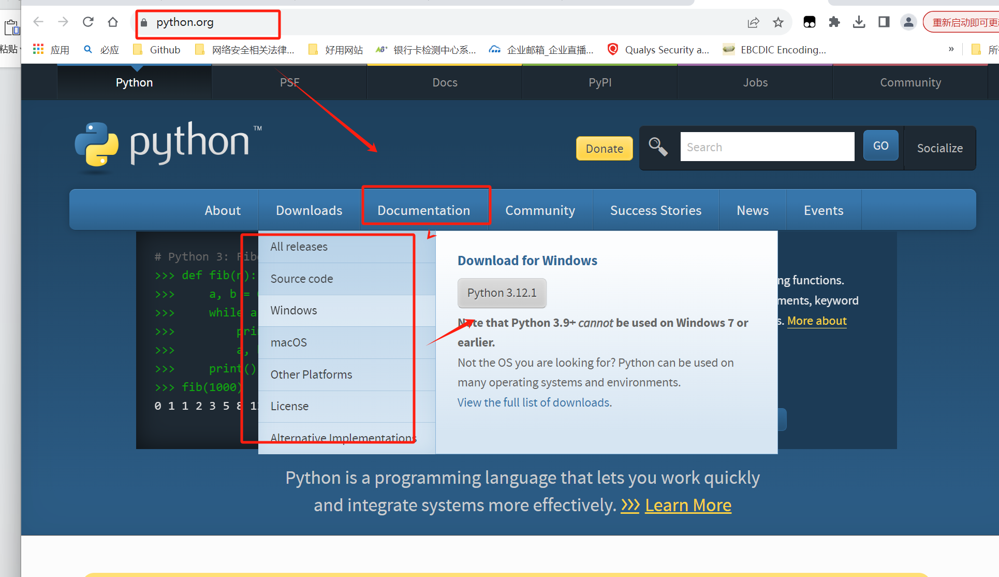 python.org
重新启动即可更
粘贴
应用
必应
Github
网络安全相关法律...
好用网站
银行卡检测中心系...
企业邮箱_企业直播...
Qualys Security a...
EBCDIC Encoding...
»
所
Python
PSF
Docs
PyPI
Jobs
Community
python™
Donate
Search
GO
Socialize
About
Downloads
Documentation
Community
Success Stories
News
Events
# Python 3: Fib
>>> def fib(n):
>>>     a, b =
>>>     while a
>>>         pri
>>>         a,
>>>     print()
>>> fib(1000)
0 1 1 2 3 5 8 1
All releases
Source code
Windows
macOS
Other Platforms
License
Alternative Implementations
Download for Windows
Python 3.12.1
Note that Python 3.9+ cannot be used on Windows 7 or
earlier.
Not the OS you are looking for? Python can be used on
many operating systems and environments.
View the full list of downloads.
ng functions.
ments, keyword
s. More about
Python is a programming language that lets you work quickly
and integrate systems more effectively. >>> Learn More